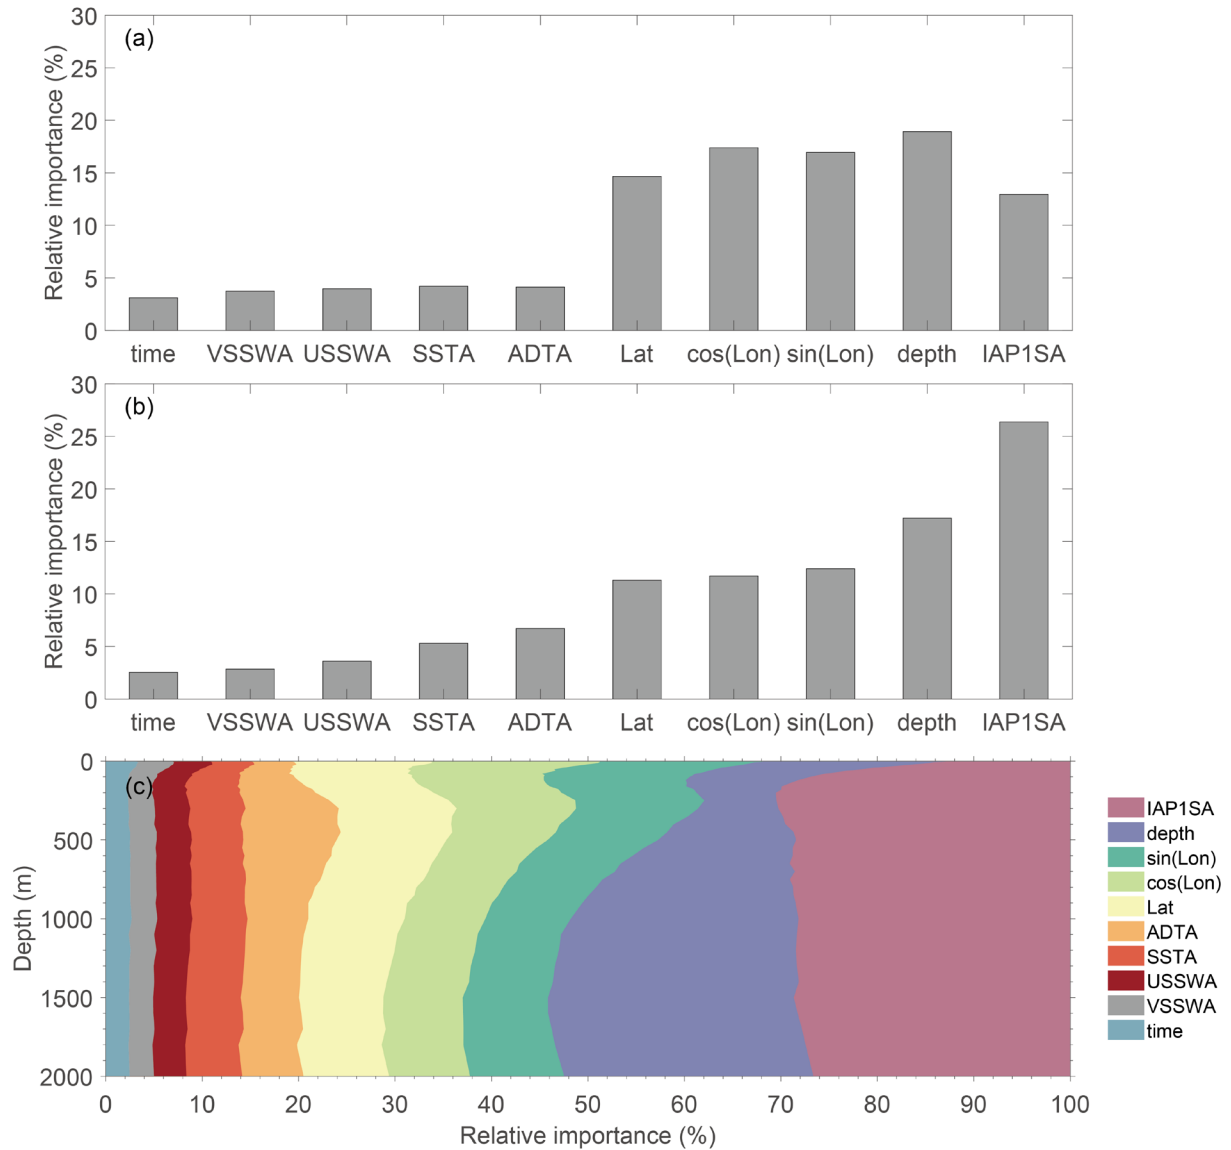 (a)
30
25
20
15
10
5
0
Relative importance (%)
time VSSWA USSWA SSTA ADTA Lat cos(Lon) sin(Lon) depth IAP1SA
(b)
30
25
20
15
10
5
0
Relative importance (%)
time VSSWA USSWA SSTA ADTA Lat cos(Lon) sin(Lon) depth IAP1SA
(c)
0
500
1000
1500
2000
Depth (m)
0 10 20 30 40 50 60 70 80 90 100
Relative importance (%)
IAP1SA
depth
sin(Lon)
cos(Lon)
Lat
ADTA
SSTA
USSWA
VSSWA
time